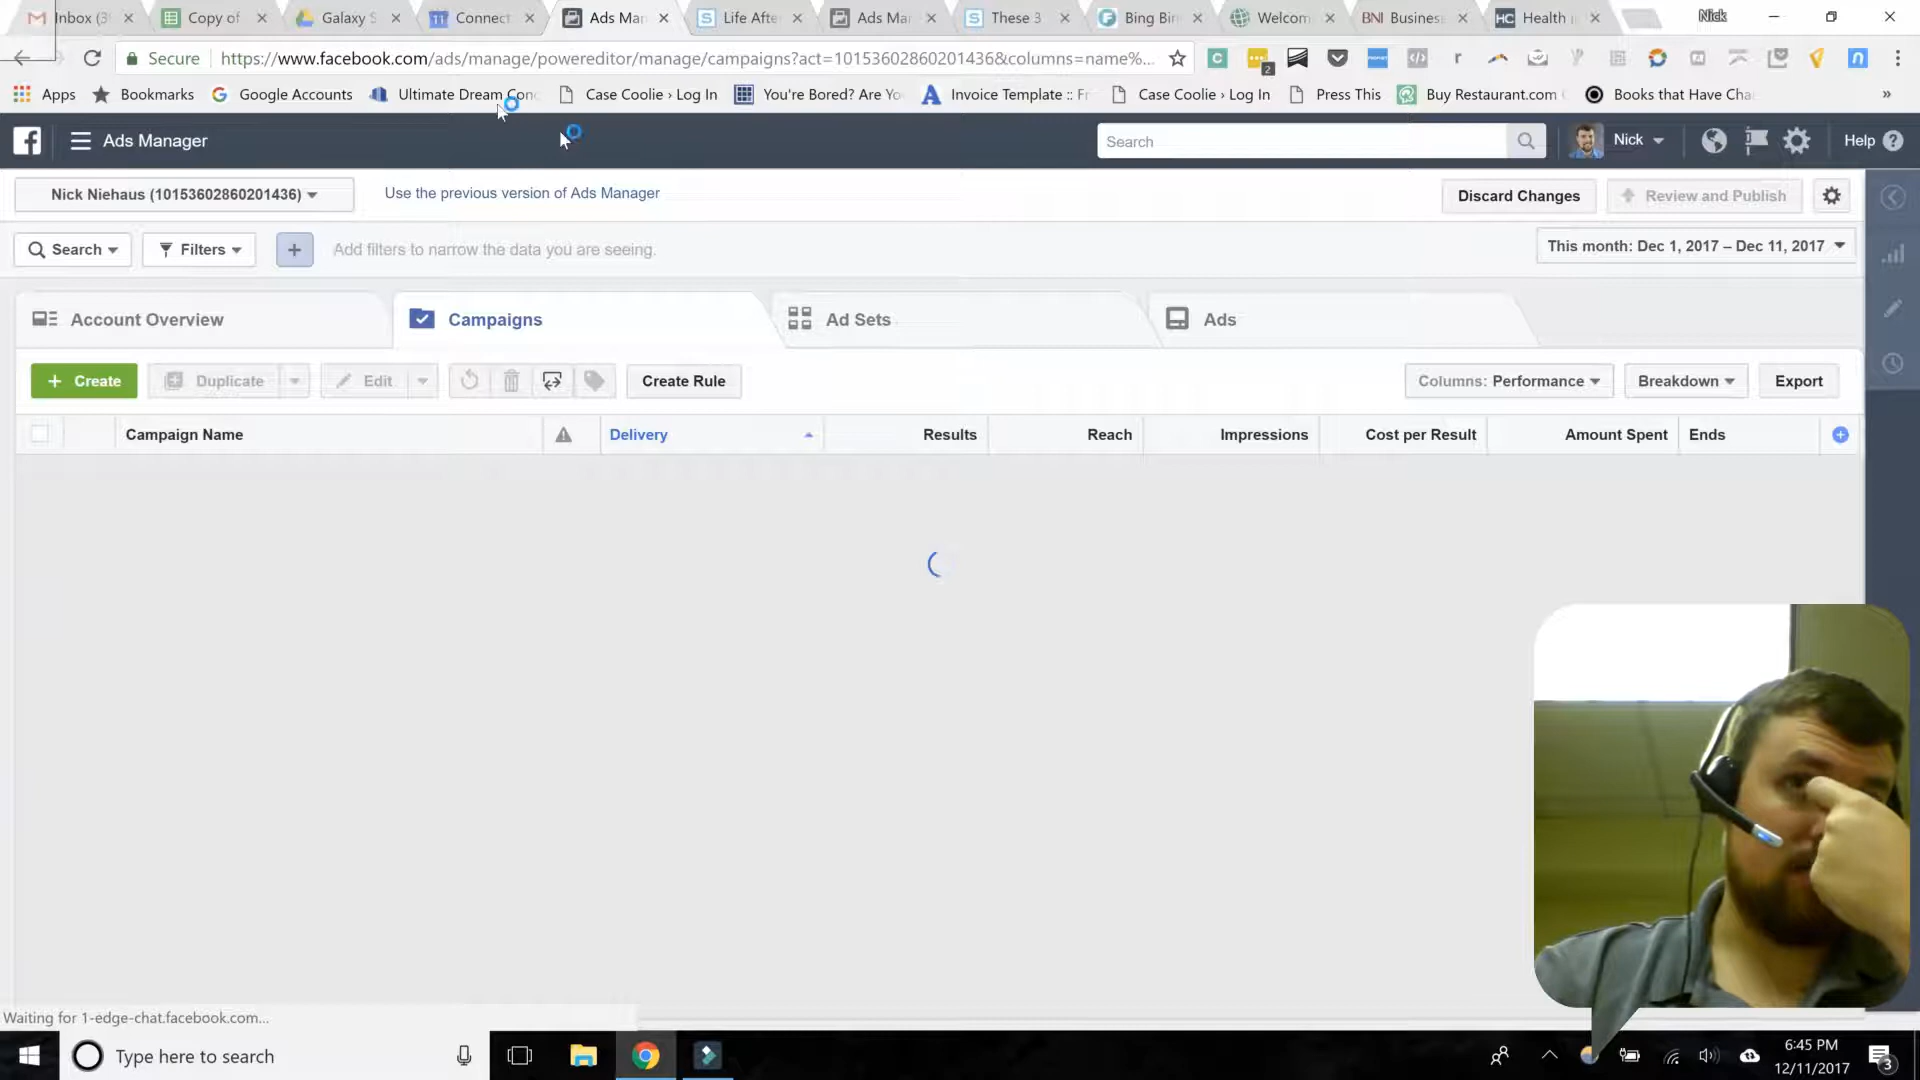 Inbox (3
Copy of
Galaxy S
Connect
Ads Man
Life Afte
Ads Man
These 3
Bing Bin
Welcom
BNI Business
Health i
Nick
Secure
https://www.facebook.com/ads/manage/powereditor/manage/campaigns?act=10153602860201436&columns=name%...
2
Apps
Bookmarks
Google Accounts
Ultimate Dream Con
Case Coolie › Log In
You're Bored? Are Yo
Invoice Template :: Fr
Case Coolie › Log In
Press This
Buy Restaurant.com
Books that Have Cha
»
Ads Manager
Search
Nick
Help
Nick Niehaus (10153602860201436)
Use the previous version of Ads Manager
Discard Changes
Review and Publish
Search
Filters
+
Add filters to narrow the data you are seeing.
This month: Dec 1, 2017 – Dec 11, 2017
Account Overview
Campaigns
Ad Sets
Ads
+ Create
Duplicate
Edit
Create Rule
Columns: Performance
Breakdown
Export
Campaign Name
Delivery
Results
Reach
Impressions
Cost per Result
Amount Spent
Ends
Waiting for 1-edge-chat.facebook.com...
Type here to search
6:45 PM
12/11/2017
3